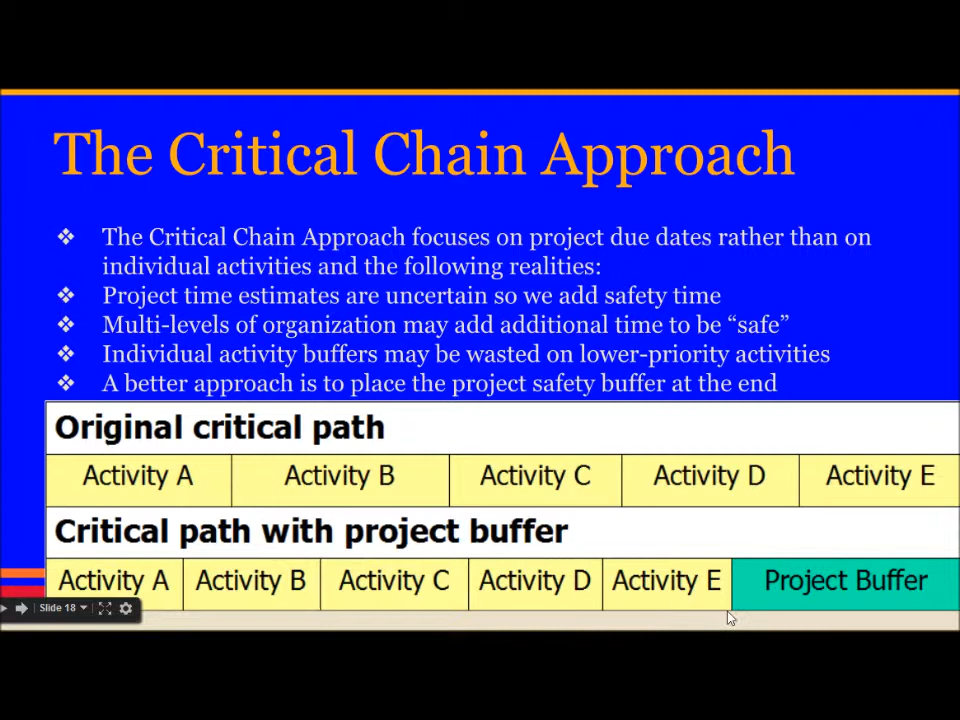 The Critical Chain Approach
❖ The Critical Chain Approach focuses on project due dates rather than on
individual activities and the following realities:
❖ Project time estimates are uncertain so we add safety time
❖ Multi-levels of organization may add additional time to be “safe”
❖ Individual activity buffers may be wasted on lower-priority activities
❖ A better approach is to place the project safety buffer at the end
Original critical path
Activity A Activity B Activity C Activity D Activity E
Critical path with project buffer
Activity A Activity B Activity C Activity D Activity E Project Buffer
Slide 18